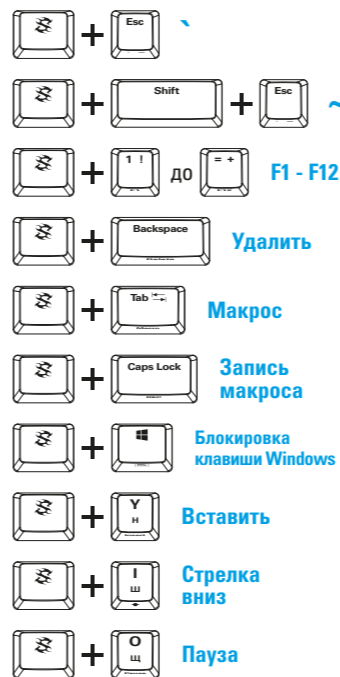 + Esc `
+ Shift + Esc ~
+ 1 ! до = + F1 - F12
+ Backspace Удалить
+ Tab Макрос
+ Caps Lock Запись
макроса
+ Блокировка
клавиши Windows
+ Y Н Вставить
+ I Ш Стрелка
вниз
+ O Щ Пауза